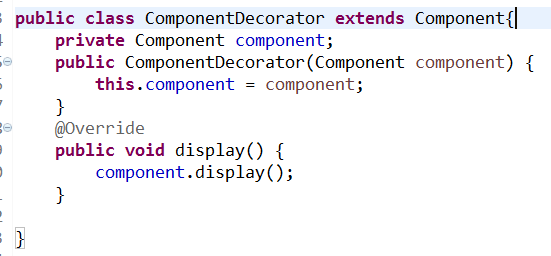 public class ComponentDecorator extends Component{
    private Component component;
    public ComponentDecorator(Component component) {
        this.component = component;
    }
    @Override
    public void display() {
        component.display();
    }

}